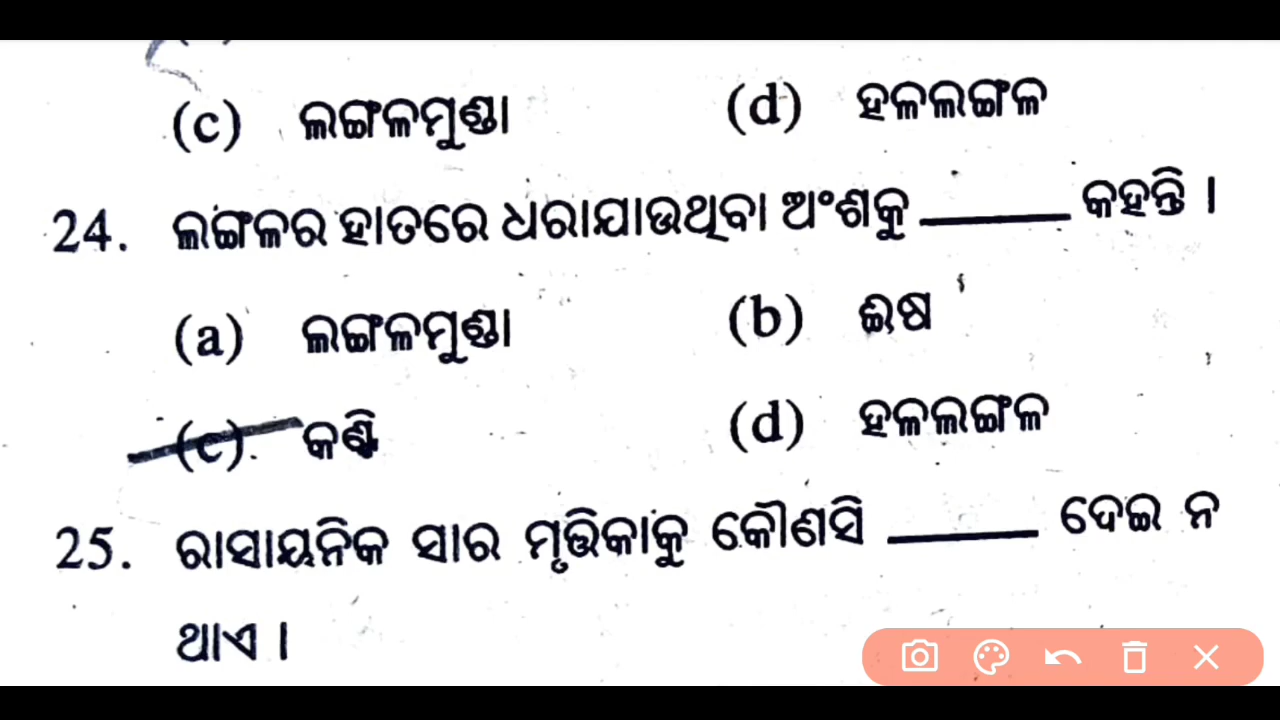 (c) ଲଙ୍ଗଳମୁଣ୍ଡା (d) ହଳଲଙ୍ଗଳ
24. ଲଙ୍ଗଳର ହାତରେ ଧରାଯାଉଥିବା ଅଂଶକୁ ______ କହନ୍ତି ।
(a) ଲଙ୍ଗଳମୁଣ୍ଡା (b) ଈଷ
(c) କଣ୍ଟି (d) ହଳଲଙ୍ଗଳ
25. ରାସାୟନିକ ସାର ମୃତ୍ତିକାକୁ କୌଣସି ______ ଦେଇ ନ
ଥାଏ ।